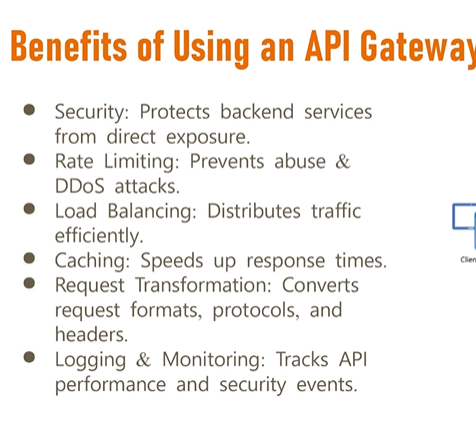 Benefits of Using an API Gateway
● Security: Protects backend services
from direct exposure.
● Rate Limiting: Prevents abuse &
DDoS attacks.
● Load Balancing: Distributes traffic
efficiently.
● Caching: Speeds up response times.
● Request Transformation: Converts
request formats, protocols, and
headers.
● Logging & Monitoring: Tracks API
performance and security events.